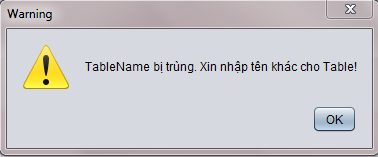 Warning
TableName bị trùng. Xin nhập tên khác cho Table!
OK